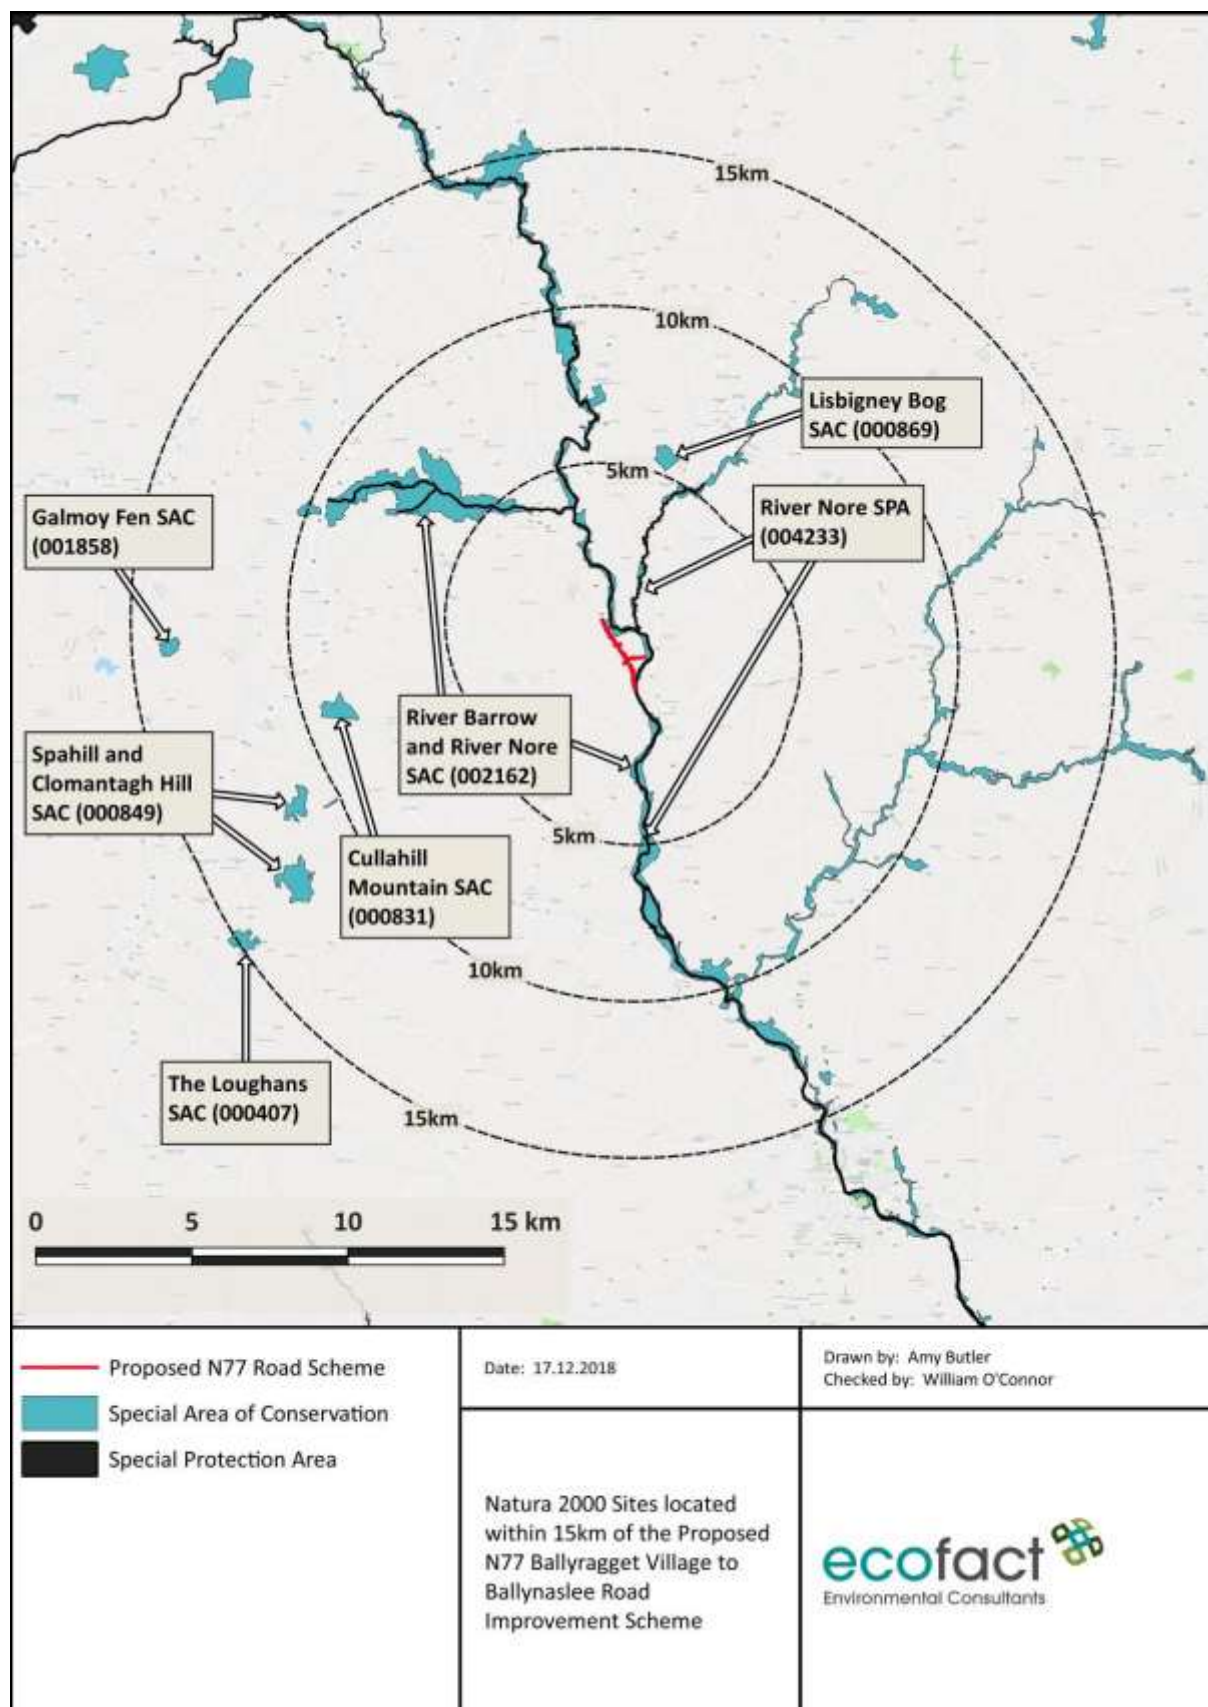 15km
10km
Lisbigney Bog
SAC (000869)
5km
River Nore SPA
(004233)
Galmoy Fen SAC
(001858)
River Barrow
and River Nore
SAC (002162)
Spahill and
Clomantagh Hill
SAC (000849)
5km
Cullahill
Mountain SAC
(000831)
10km
The Loughans
SAC (000407)
15km
0 5 10 15 km
Proposed N77 Road Scheme
Special Area of Conservation
Special Protection Area
Date: 17.12.2018
Drawn by: Amy Butler
Checked by: William O'Connor
Natura 2000 Sites located
within 15km of the Proposed
N77 Ballyragget Village to
Ballynaslee Road
Improvement Scheme
ecofact
Environmental Consultants